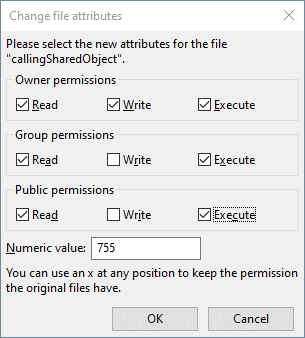 Change file attributes
Please select the new attributes for the file
"callingSharedObject".
Owner permissions
Read Write Execute
Group permissions
Read Write Execute
Public permissions
Read Write Execute
Numeric value: 755
You can use an x at any position to keep the permission
the original files have.
OK Cancel